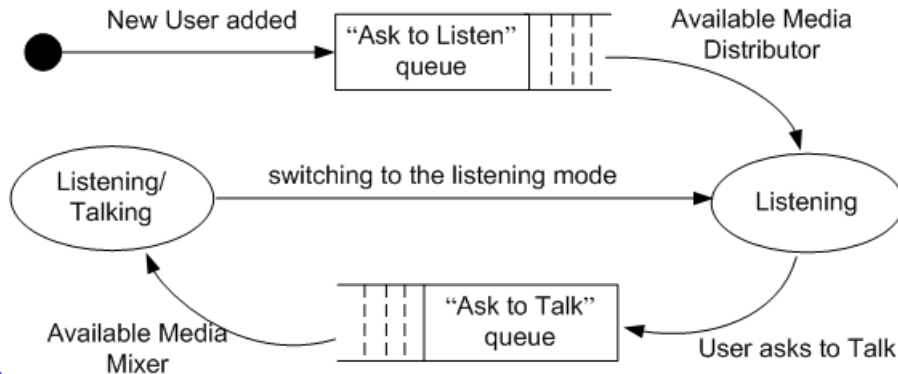 New User added
“Ask to Listen”
queue
Available Media
Distributor
Listening/
Talking
switching to the listening mode
Listening
“Ask to Talk”
queue
Available Media
Mixer
User asks to Talk